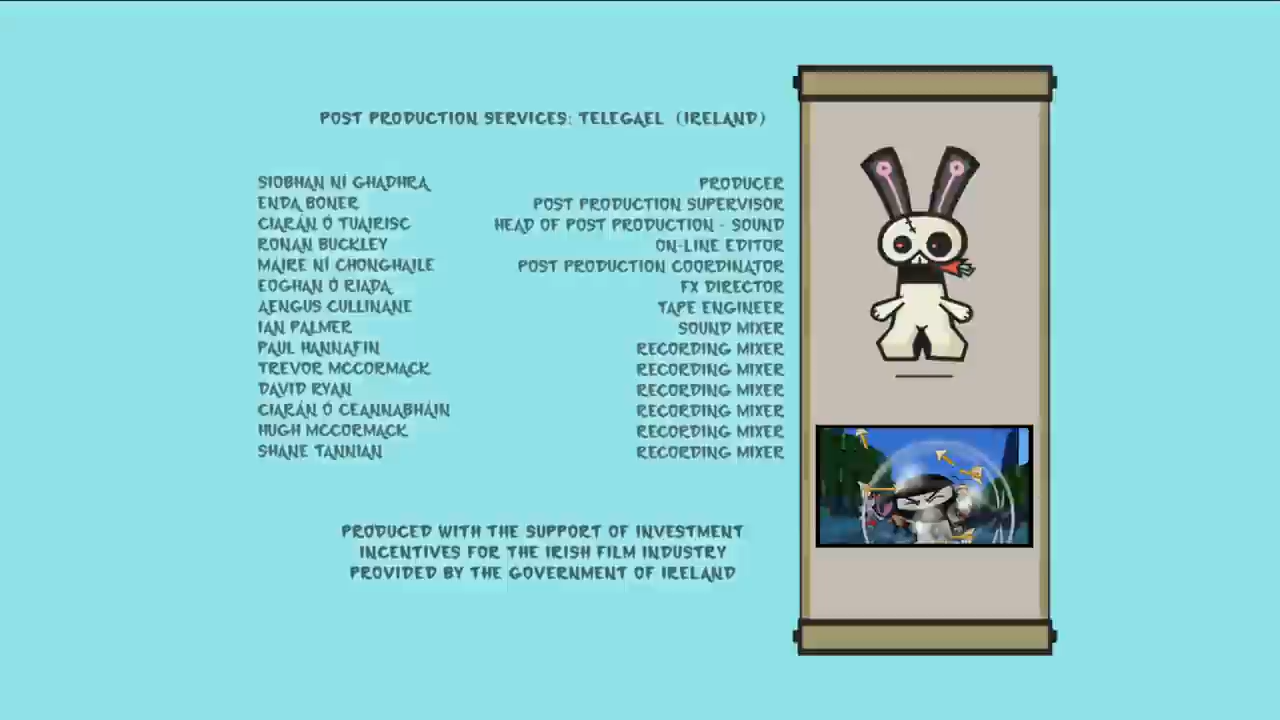 POST PRODUCTION SERVICES: TELEGAEL (IRELAND)
SIOBHAN NÍ GHADHRA PRODUCER
ENDA BONER POST PRODUCTION SUPERVISOR
CIARÁN Ó TUAIRISC HEAD OF POST PRODUCTION - SOUND
RONAN BUCKLEY ON-LINE EDITOR
MAIRE NÍ CHONGHAILE POST PRODUCTION COORDINATOR
EOGHAN Ó RIADA FX DIRECTOR
AENGUS CULLINANE TAPE ENGINEER
IAN PALMER SOUND MIXER
PAUL HANNAFIN RECORDING MIXER
TREVOR MCCORMACK RECORDING MIXER
DAVID RYAN RECORDING MIXER
CIARÁN Ó CEANNABHÁIN RECORDING MIXER
HUGH MCCORMACK RECORDING MIXER
SHANE TANNIAN RECORDING MIXER
PRODUCED WITH THE SUPPORT OF INVESTMENT
INCENTIVES FOR THE IRISH FILM INDUSTRY
PROVIDED BY THE GOVERNMENT OF IRELAND